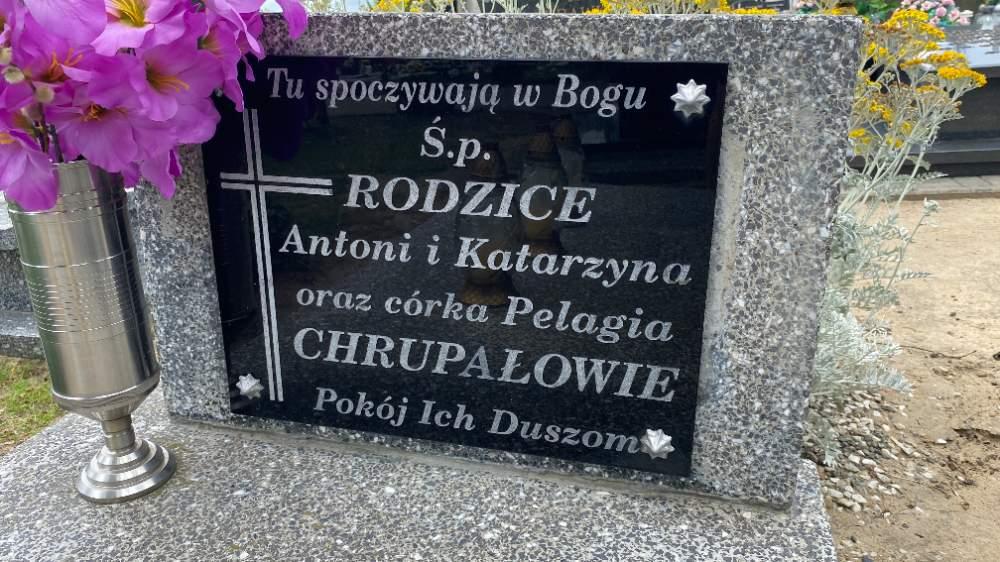 Tu spoczywają w Bogu
Ś.p.
RODZICE
Antoni i Katarzyna
oraz córka Pelagia
CHRUPAŁOWIE
Pokój Ich Duszom